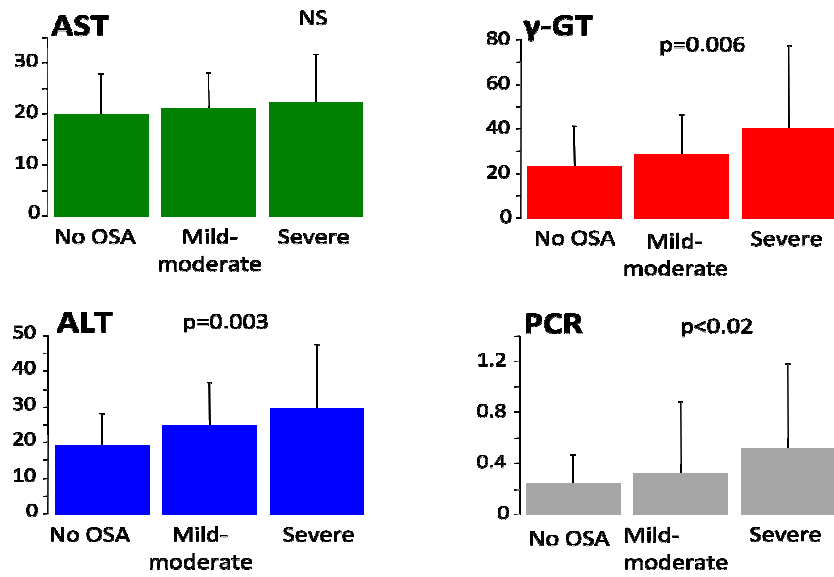 AST
NS
30
20
10
0
No OSA
Mild-
moderate
Severe
γ-GT
p=0.006
80
60
40
20
0
No OSA
Mild-
moderate
Severe
ALT
p=0.003
50
40
30
20
10
0
No OSA
Mild-
moderate
Severe
PCR
p<0.02
1.2
0.8
0.4
0
No OSA
Mild-
moderate
Severe